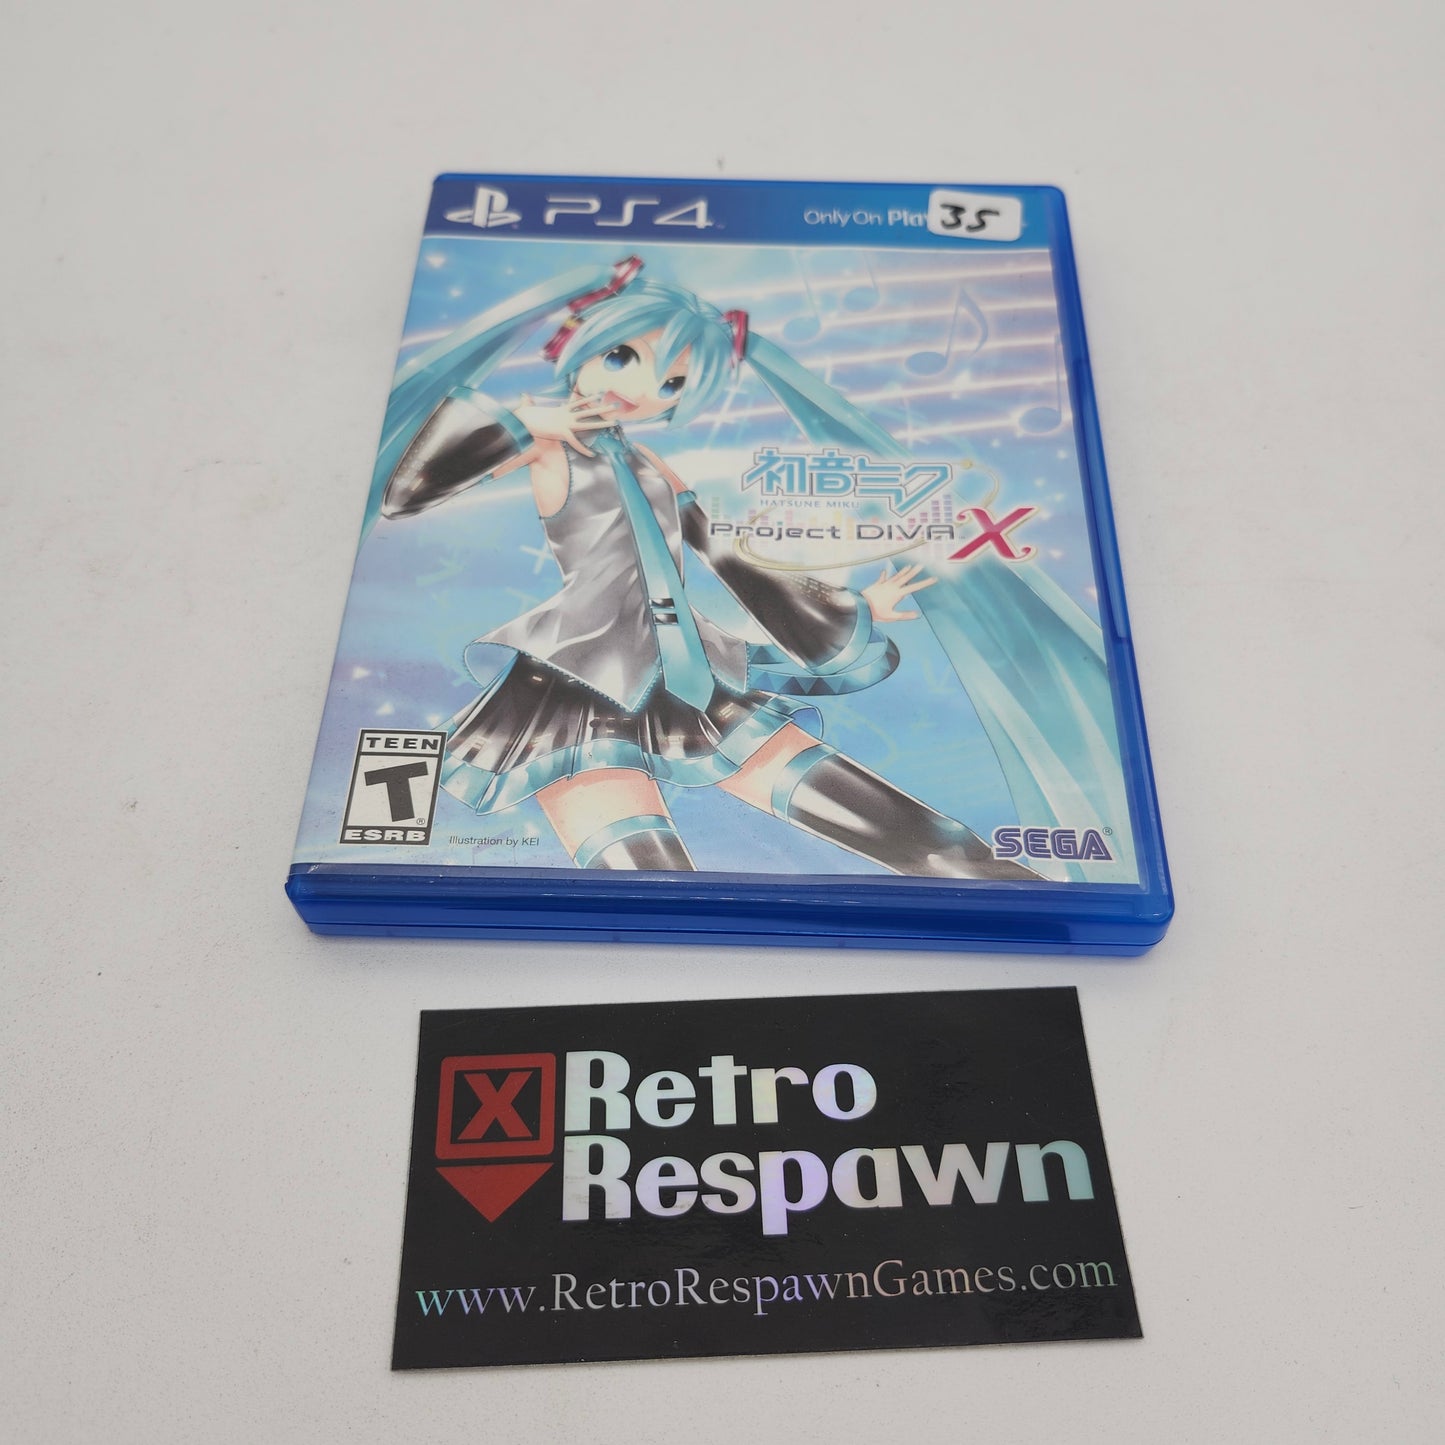 PS4
Only On Play
35
初音ミク
HATSUNE MIKU
Project DIVA X
TEEN
T
ESRB
Illustration by KEI
SEGA
X Retro
Respawn
www.RetroRespawnGames.com